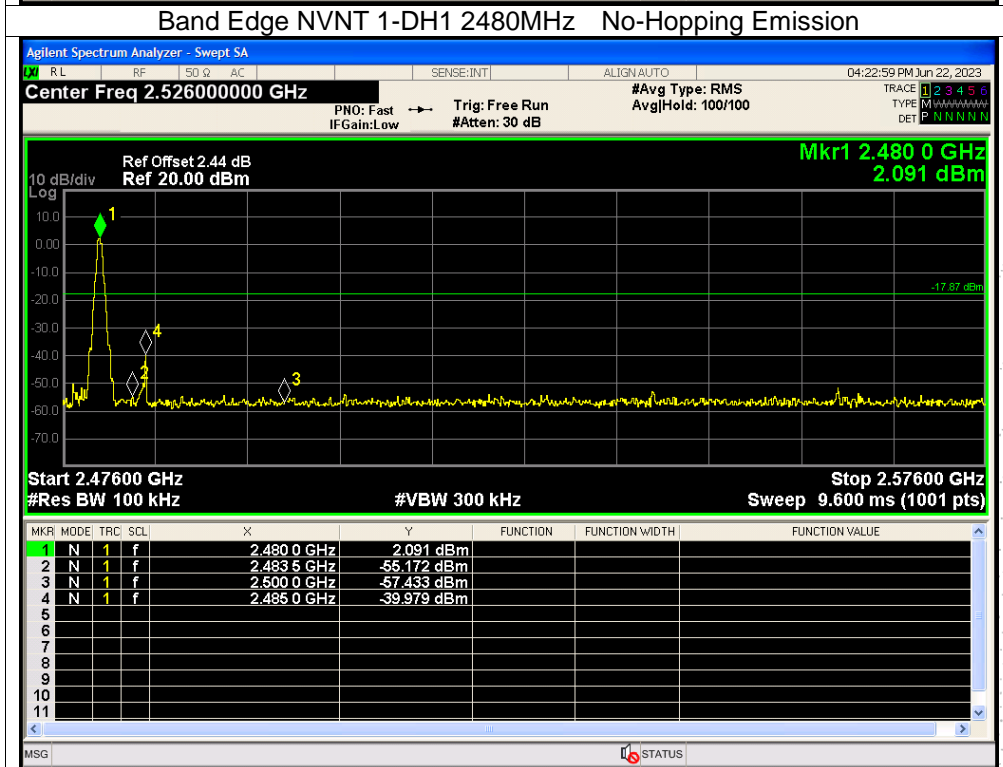 Band Edge NVNT 1-DH1 2480MHz No-Hopping Emission
Agilent Spectrum Analyzer - Swept SA
LXI RL RF 50 Ω AC SENSE:INT ALIGN AUTO 04:22:59 PM Jun 22, 2023
Center Freq 2.526000000 GHz #Avg Type: RMS TRACE 1 2 3 4 5 6
PNO: Fast Trig: Free Run Avg|Hold: 100/100 TYPE M WWWWW
IFGain:Low #Atten: 30 dB DET P N N N N N
Mkr1 2.480 0 GHz
Ref Offset 2.44 dB
10 dB/div Ref 20.00 dBm 2.091 dBm
Log
10.0
1
0.00
-10.0
-17.87 dBm
-20.0
-30.0
4
-40.0
2
3
-50.0
-60.0
-70.0
Start 2.47600 GHz Stop 2.57600 GHz
#Res BW 100 kHz #VBW 300 kHz Sweep 9.600 ms (1001 pts)
MKR MODE TRC SCL X Y FUNCTION FUNCTION WIDTH FUNCTION VALUE
1 N 1 f 2.480 0 GHz 2.091 dBm
2 N 1 f 2.483 5 GHz -55.172 dBm
3 N 1 f 2.500 0 GHz -57.433 dBm
4 N 1 f 2.485 0 GHz -39.979 dBm
5
6
7
8
9
10
11
MSG STATUS